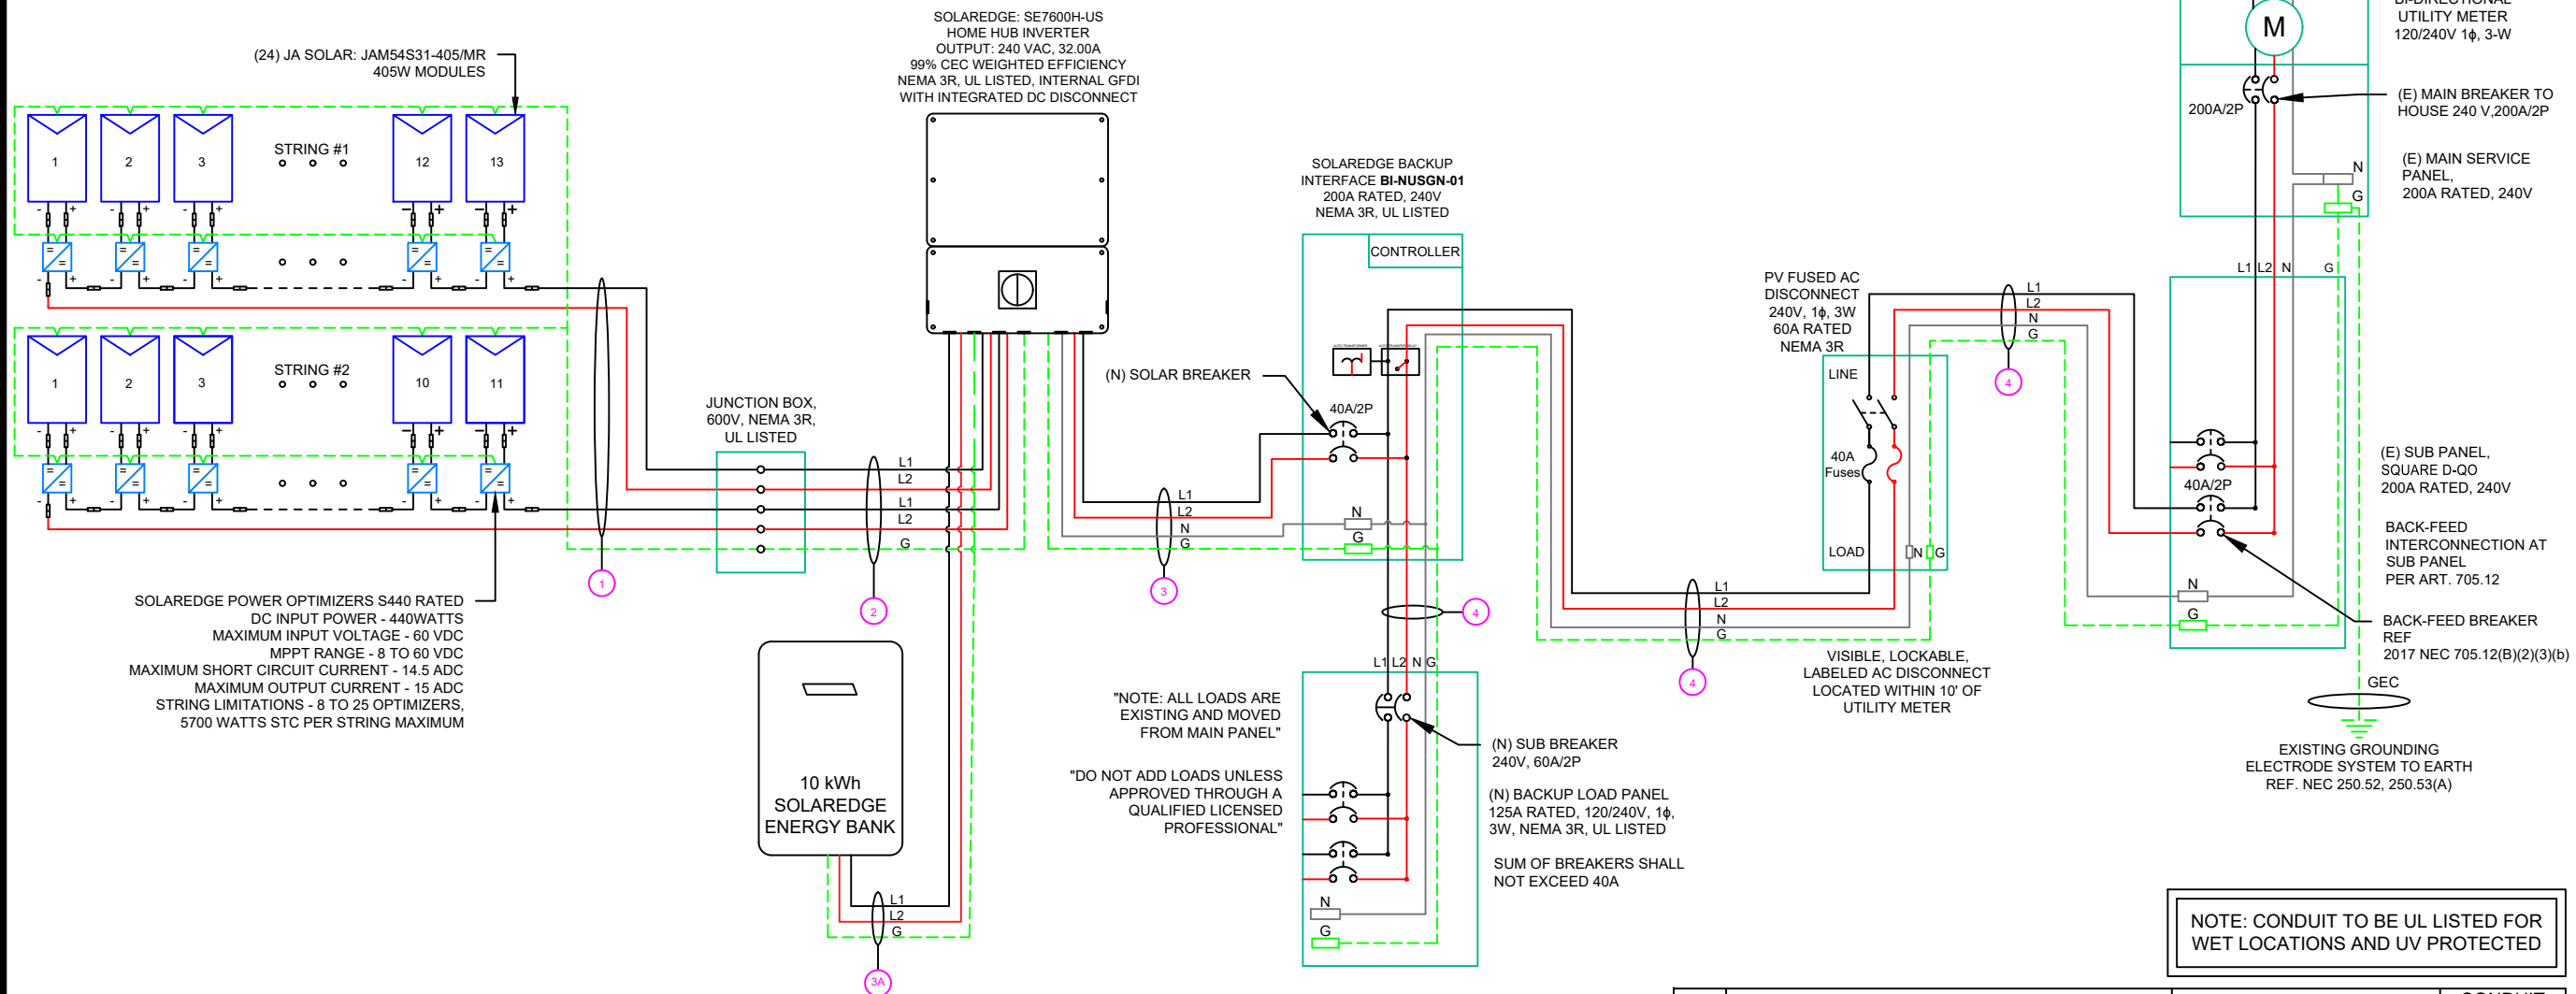 (24) JA SOLAR: JAM54S31-405/MR
405W MODULES
STRING #1
1
2
3
12
13
- +
- +
- +
- +
- +
=
=
=
=
=
=
=
=
=
=
- +
- +
- +
- +
- +
STRING #2
1
2
3
10
11
- +
- +
- +
- +
- +
=
=
=
=
=
=
=
=
=
=
- +
- +
- +
- +
- +
SOLAREDGE POWER OPTIMIZERS S440 RATED
DC INPUT POWER - 440WATTS
MAXIMUM INPUT VOLTAGE - 60 VDC
MPPT RANGE - 8 TO 60 VDC
MAXIMUM SHORT CIRCUIT CURRENT - 14.5 ADC
MAXIMUM OUTPUT CURRENT - 15 ADC
STRING LIMITATIONS - 8 TO 25 OPTIMIZERS,
5700 WATTS STC PER STRING MAXIMUM
1
JUNCTION BOX,
600V, NEMA 3R,
UL LISTED
L1
L2
L1
L2
G
2
SOLAREDGE: SE7600H-US
HOME HUB INVERTER
OUTPUT: 240 VAC, 32.00A
99% CEC WEIGHTED EFFICIENCY
NEMA 3R, UL LISTED, INTERNAL GFDI
WITH INTEGRATED DC DISCONNECT
10 kWh
SOLAREDGE
ENERGY BANK
L1
L2
G
3A
L1
L2
N
G
3
SOLAREDGE BACKUP
INTERFACE BI-NUSGN-01
200A RATED, 240V
NEMA 3R, UL LISTED
CONTROLLER
(N) SOLAR BREAKER
40A/2P
N
G
4
L1 L2 N G
"NOTE: ALL LOADS ARE
EXISTING AND MOVED
FROM MAIN PANEL"
"DO NOT ADD LOADS UNLESS
APPROVED THROUGH A
QUALIFIED LICENSED
PROFESSIONAL"
(N) SUB BREAKER
240V, 60A/2P
(N) BACKUP LOAD PANEL
125A RATED, 120/240V, 1ϕ,
3W, NEMA 3R, UL LISTED
SUM OF BREAKERS SHALL
NOT EXCEED 40A
N
G
L1
L2
N
G
4
PV FUSED AC
DISCONNECT
240V, 1ϕ, 3W
60A RATED
NEMA 3R
LINE
40A
Fuses
LOAD
N G
VISIBLE, LOCKABLE,
LABELED AC DISCONNECT
LOCATED WITHIN 10' OF
UTILITY METER
L1
L2
N
G
4
BI-DIRECTIONAL
UTILITY METER
120/240V 1ϕ, 3-W
M
200A/2P
(E) MAIN BREAKER TO
HOUSE 240 V,200A/2P
N
G
(E) MAIN SERVICE
PANEL,
200A RATED, 240V
L1 L2 N G
40A/2P
N
G
(E) SUB PANEL,
SQUARE D-QO
200A RATED, 240V
BACK-FEED
INTERCONNECTION AT
SUB PANEL
PER ART. 705.12
BACK-FEED BREAKER
REF
2017 NEC 705.12(B)(2)(3)(b)
GEC
EXISTING GROUNDING
ELECTRODE SYSTEM TO EARTH
REF. NEC 250.52, 250.53(A)
NOTE: CONDUIT TO BE UL LISTED FOR
WET LOCATIONS AND UV PROTECTED
CONDUIT